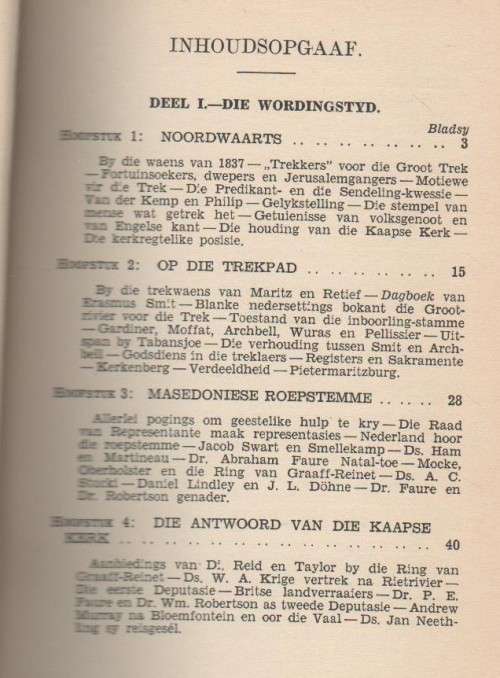 INHOUDSOPGAAF.
DEEL I.—DIE WORDINGSTYD.
Bladsy
HOOFSTUK 1: NOORDWAARTS .. .. .. .. .. .. .. .. 3
By die waens van 1837 — „Trekkers” voor die Groot Trek
— Fortuinsoekers, dwepers en Jerusalemgangers — Motiewe
vir die Trek — Die Predikant- en die Sendeling-kwessie —
Van der Kemp en Philip — Gelykstelling — Die stempel van
mense wat getrek het — Getuienisse van volksgenoot en
van Engelse kant — Die houding van die Kaapse Kerk —
Die kerkregtelike posisie.
HOOFSTUK 2: OP DIE TREKPAD .. .. .. .. .. .. .. 15
By die trekwaens van Maritz en Retief — Dagboek van
Erasmus Smit — Blanke nedersettings bokant die Groot-
rivier voor die Trek — Toestand van die inboorling-stamme
— Gardiner, Moffat, Archbell, Wuras en Pellissier — Uit-
span by Tabansjoe — Die verhouding tussen Smit en Arch-
bell — Godsdiens in die treklaers — Registers en Sakramente
— Kerkenberg — Verdeeldheid — Pietermaritzburg.
HOOFSTUK 3: MASEDONIESE ROEPSTEMME .. .. .. 28
Allerlei pogings om geestelike hulp te kry — Die Raad
van Representante maak representasies — Nederland hoor
die roepstemme — Jacob Swart en Smellekamp — Ds. Ham
en Martineau — Dr. Abraham Faure Natal-toe — Mocke,
Oberholster en die Ring van Graaff-Reinet — Ds. A. C.
— Daniel Lindley en J. L. Döhne — Dr. Faure en
Dr. Robertson genader.
HOOFSTUK 4: DIE ANTWOORD VAN DIE KAAPSE
KERK .. .. .. .. .. .. .. .. .. .. .. .. .. .. .. 40
Aanbiedings van Di. Reid en Taylor by die Ring van
Graaff-Reinet — Ds. W. A. Krige vertrek na Rietrivier —
Die eerste Deputasie — Britse landverraaiers — Dr. P. E.
Faure en Dr. Wm. Robertson as tweede Deputasie — Andrew
Murray na Bloemfontein en oor die Vaal — Ds. Jan Neeth-
ling sy reisgesél.